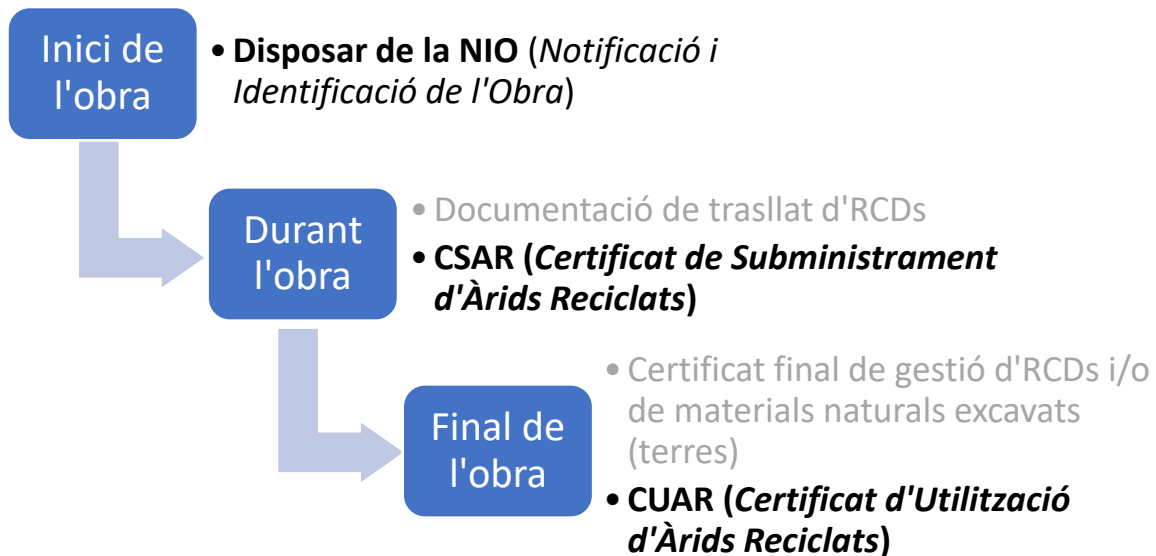 Inici de
l'obra
• Disposar de la NIO (Notificació i
Identificació de l'Obra)
Durant
l'obra
• Documentació de trasllat d'RCDs
• CSAR (Certificat de Subministrament
d'Àrids Reciclats)
Final de
l'obra
• Certificat final de gestió d'RCDs i/o
de materials naturals excavats
(terres)
• CUAR (Certificat d'Utilització
d'Àrids Reciclats)